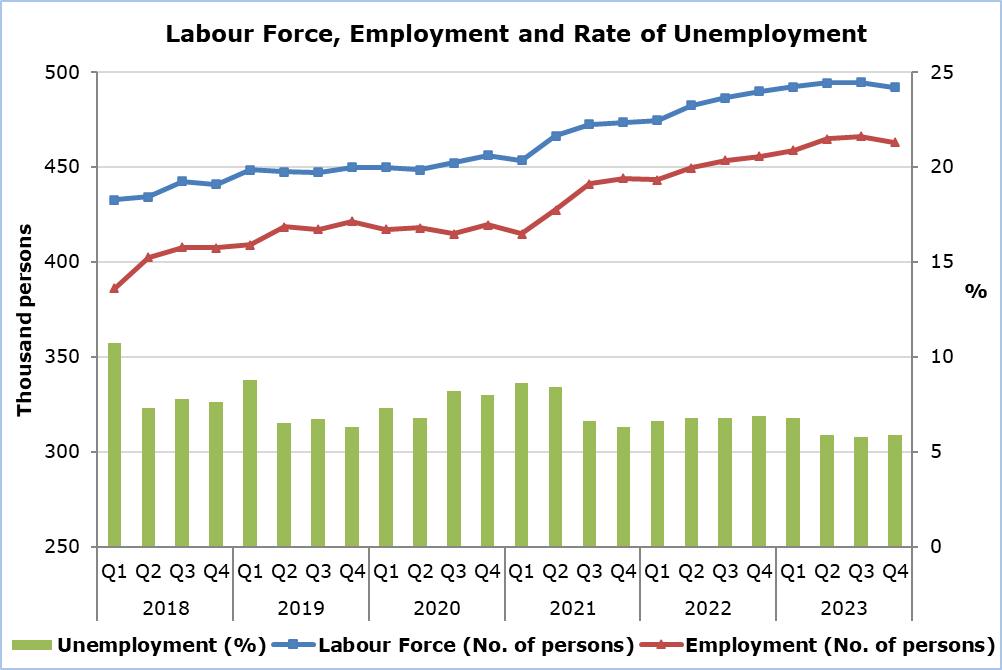 Labour Force, Employment and Rate of Unemployment
500
450
400
350
300
250
Thousand persons
25
20
15
10
5
0
%
Q1 Q2 Q3 Q4 Q1 Q2 Q3 Q4 Q1 Q2 Q3 Q4 Q1 Q2 Q3 Q4 Q1 Q2 Q3 Q4 Q1 Q2 Q3 Q4
2018 2019 2020 2021 2022 2023
Unemployment (%) Labour Force (No. of persons) Employment (No. of persons)